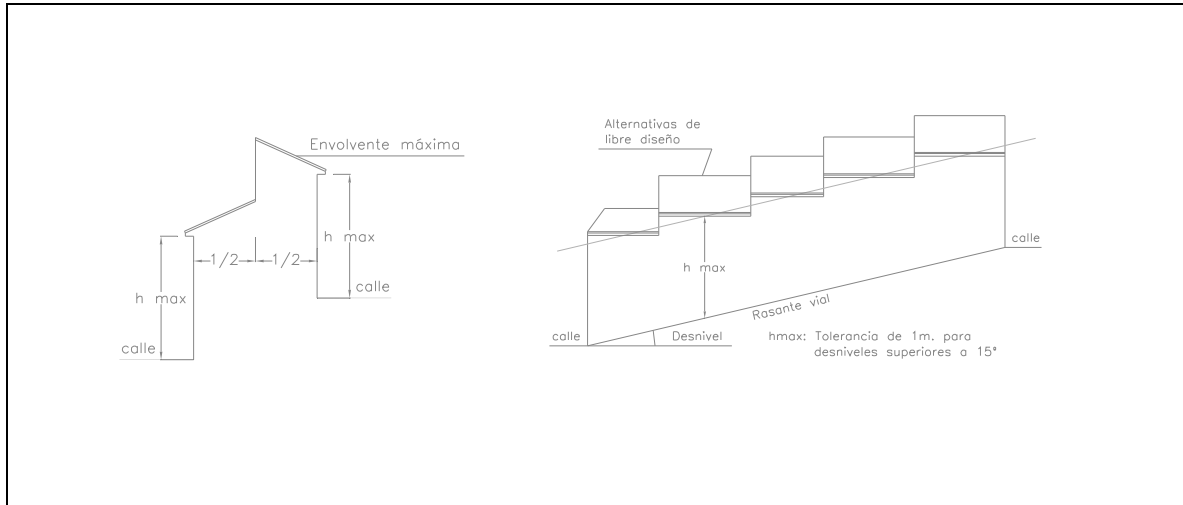 Envolvente máxima
h max
1/2
1/2
h max
calle
calle
Alternativas de
libre diseño
h max
calle
Rasante vial
calle
Desnivel
hmax: Tolerancia de 1m. para
desniveles superiores a 15º